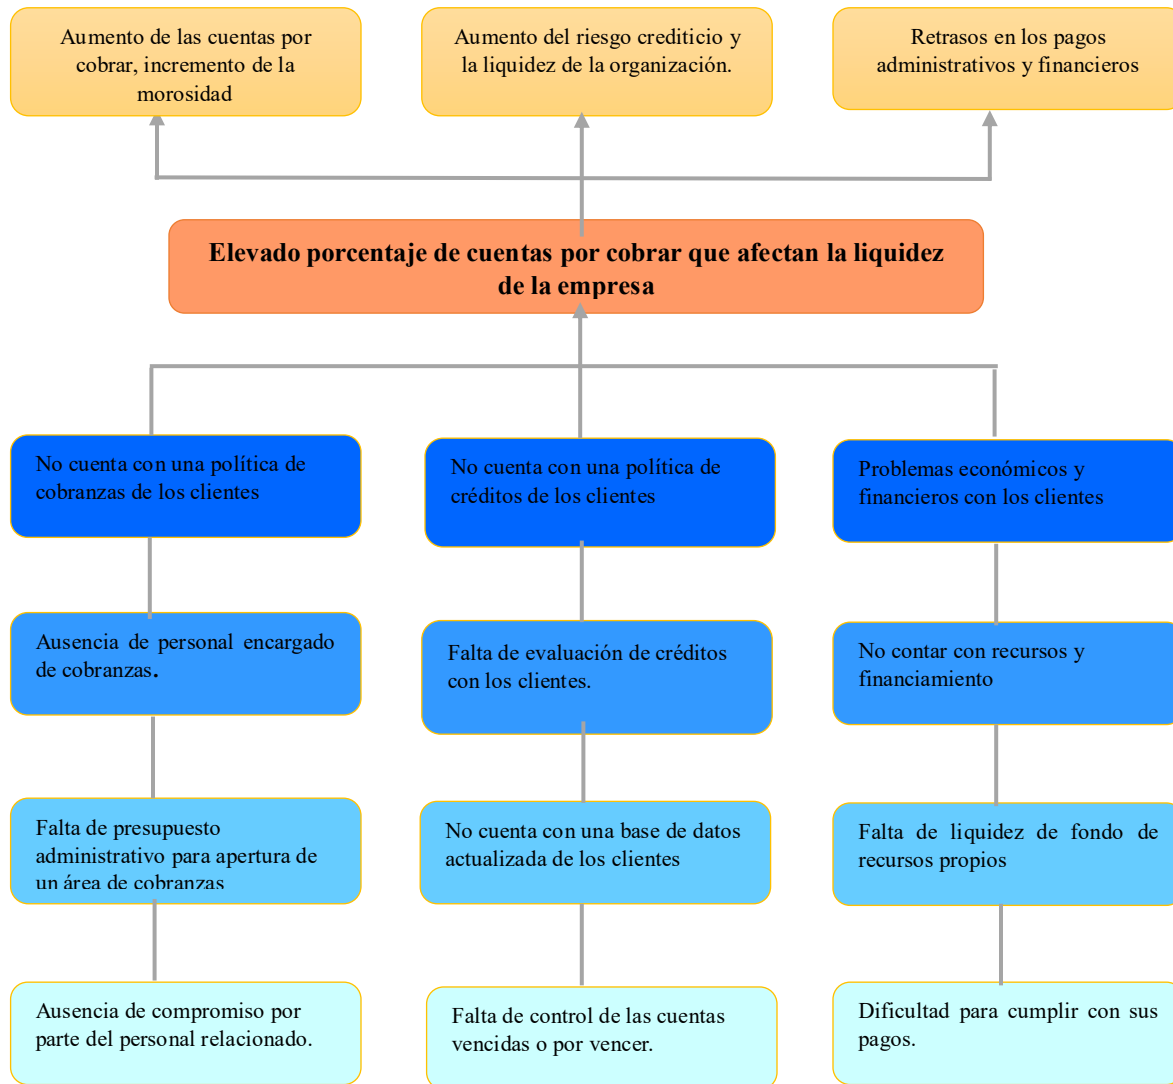 Aumento de las cuentas por
cobrar, incremento de la
morosidad
Aumento del riesgo crediticio y
la liquidez de la organización.
Retrasos en los pagos
administrativos y financieros
Elevado porcentaje de cuentas por cobrar que afectan la liquidez
de la empresa
No cuenta con una política de
cobranzas de los clientes
No cuenta con una política de
créditos de los clientes
Problemas económicos y
financieros con los clientes
Ausencia de personal encargado
de cobranzas.
Falta de evaluación de créditos
con los clientes.
No contar con recursos y
financiamiento
Falta de presupuesto
administrativo para apertura de
un área de cobranzas
No cuenta con una base de datos
actualizada de los clientes
Falta de liquidez de fondo de
recursos propios
Ausencia de compromiso por
parte del personal relacionado.
Falta de control de las cuentas
vencidas o por vencer.
Dificultad para cumplir con sus
pagos.